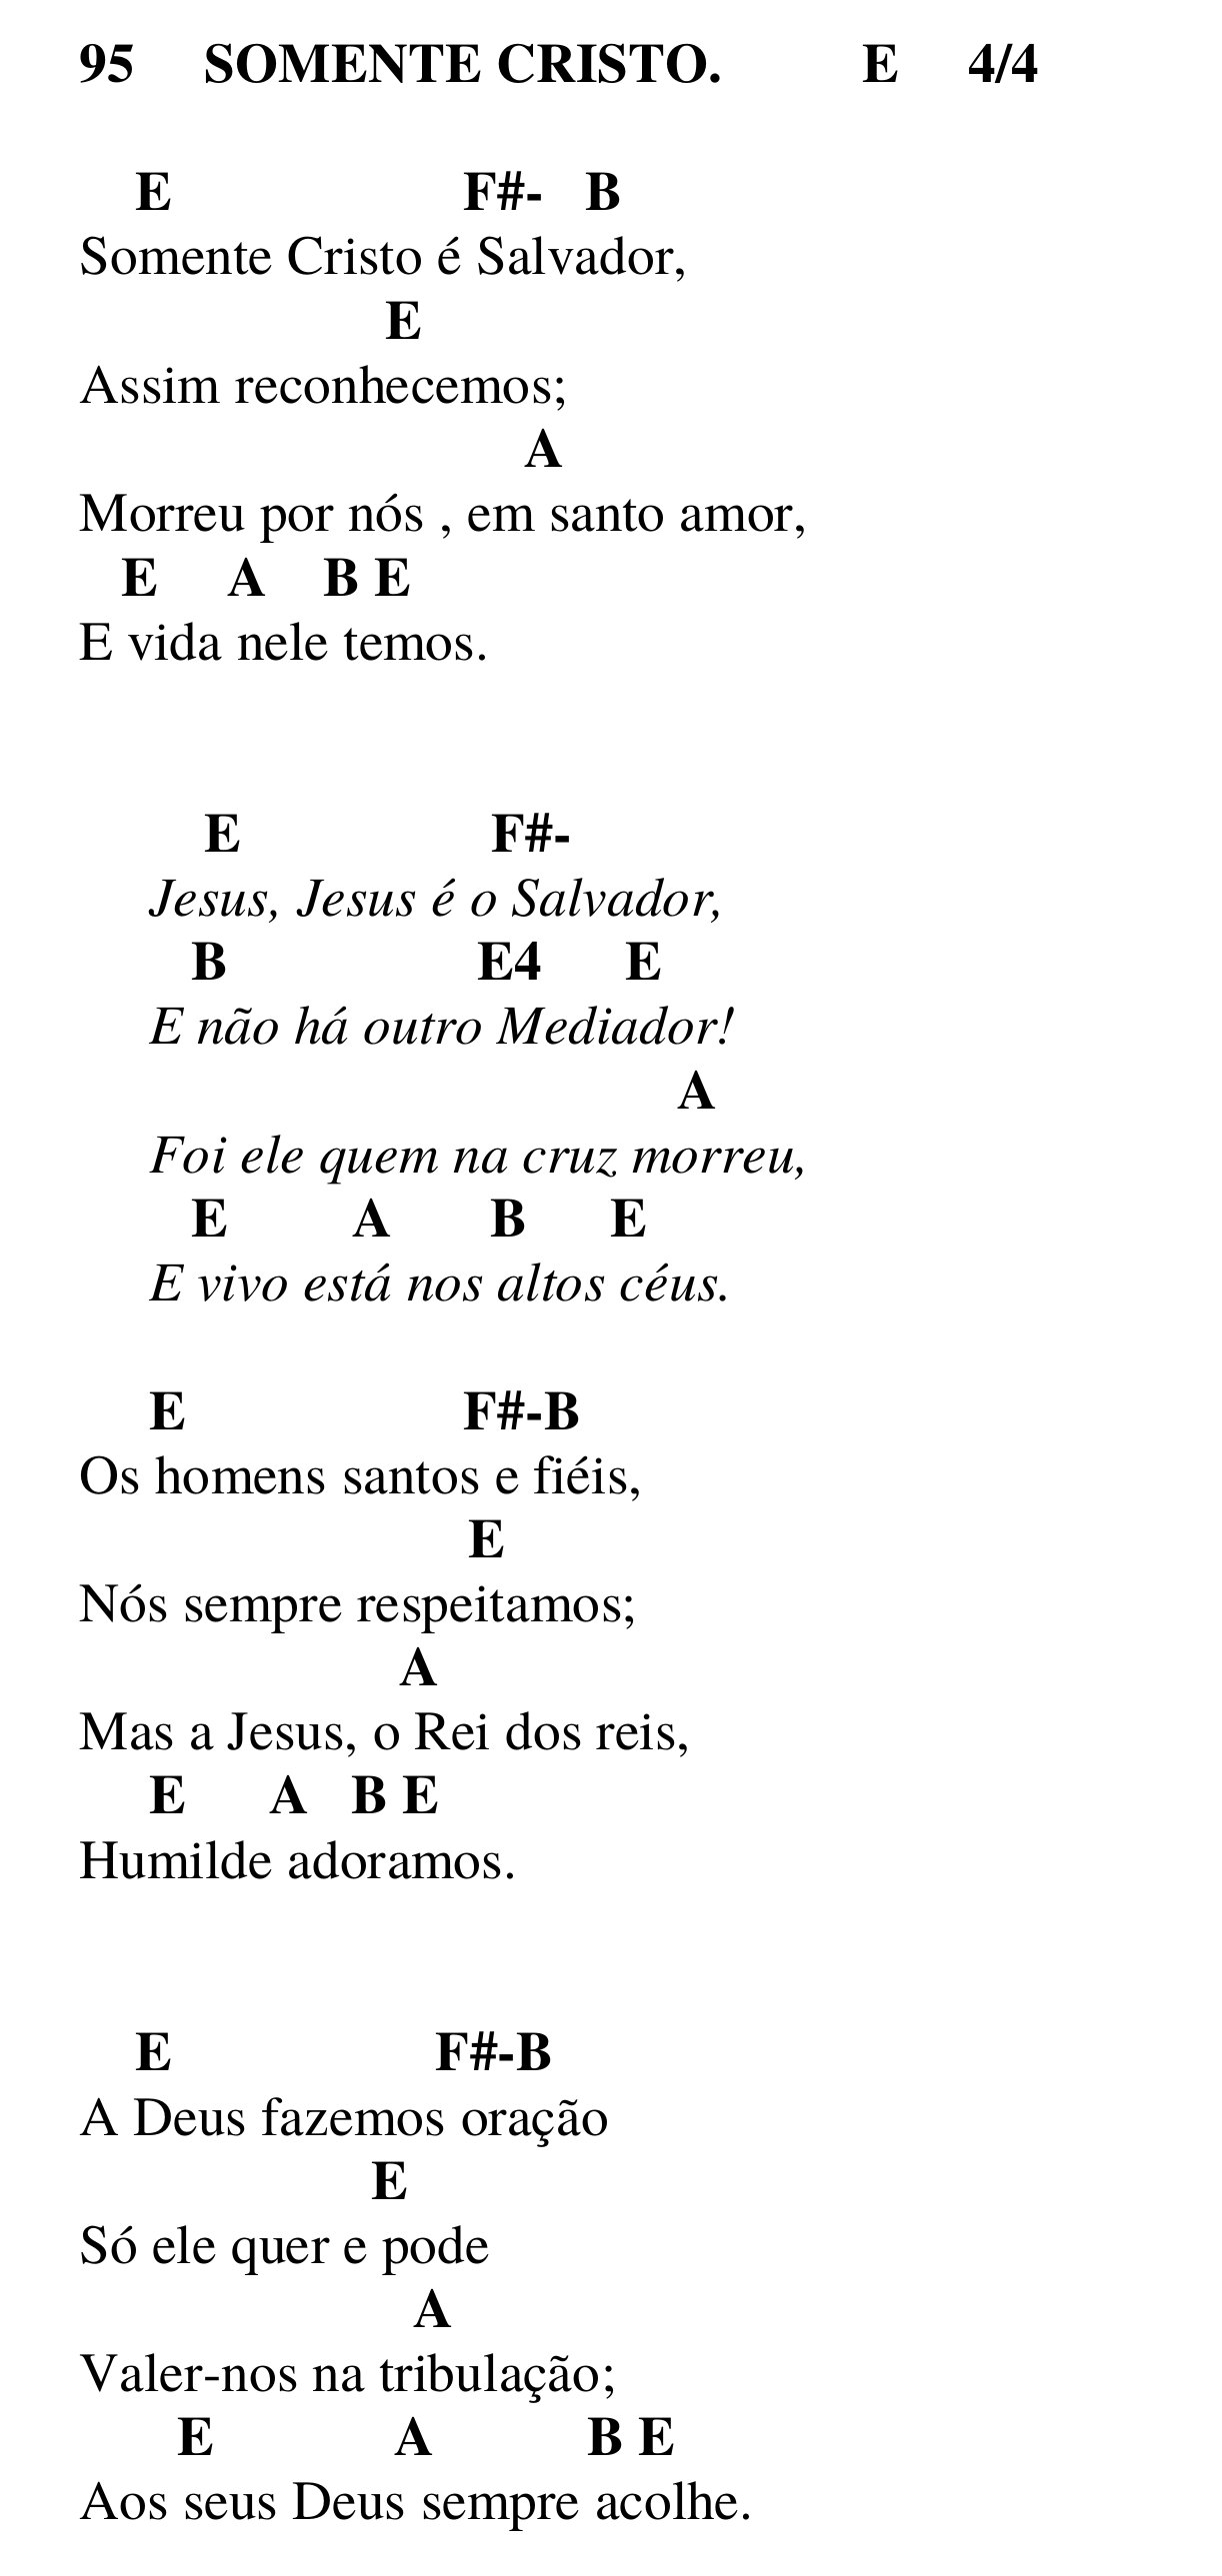 95 SOMENTE CRISTO. E 4/4
E F#- B
Somente Cristo é Salvador,
E
Assim reconhecemos;
A
Morreu por nós , em santo amor,
E A B E
E vida nele temos.
E F#-
Jesus, Jesus é o Salvador,
B E4 E
E não há outro Mediador!
A
Foi ele quem na cruz morreu,
E A B E
E vivo está nos altos céus.
E F#-B
Os homens santos e fiéis,
E
Nós sempre respeitamos;
A
Mas a Jesus, o Rei dos reis,
E A B E
Humilde adoramos.
E F#-B
A Deus fazemos oração
E
Só ele quer e pode
A
Valer-nos na tribulação;
E A B E
Aos seus Deus sempre acolhe.